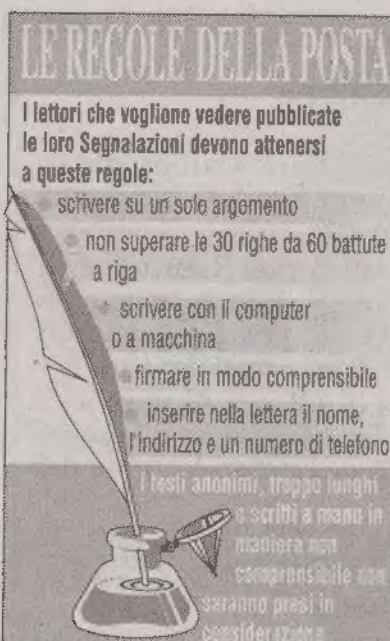 LE REGOLE DELLA POSTA
I lettori che vogliono vedere pubblicate
le loro Segnalazioni devono attenersi
a queste regole:
scrivere su un solo argomento
non superare le 30 righe da 60 battute
a riga
scrivere con il computer
o a macchina
firmare in modo comprensibile
inserire nella lettera il nome,
l'indirizzo e un numero di telefono
I testi anonimi, troppo lunghi
o scritti a mano in
maniera non
comprensibile non
saranno presi in
considerazione